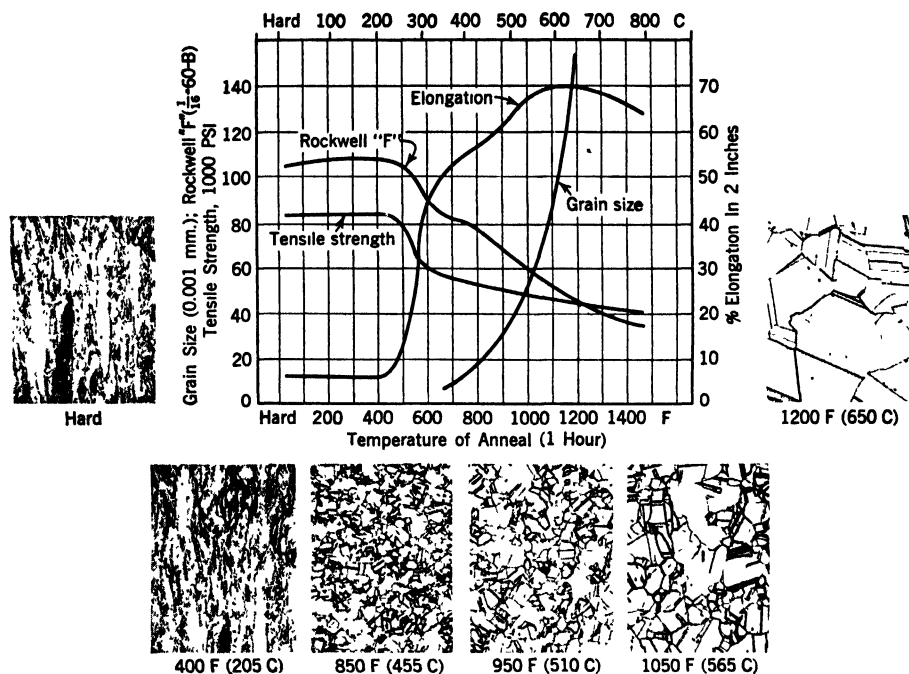 Hard 100 200 300 400 500 600 700 800 C
Grain Size (0.001 mm.); Rockwell "F" (1/16-60-B)
Tensile Strength, 1000 PSI
140
120
100
80
60
40
20
0
Elongation
Rockwell "F"
Tensile strength
Grain size
70
60
50
40
30
20
10
0
% Elongation In 2 Inches
Hard 200 400 600 800 1000 1200 1400 F
Temperature of Anneal (1 Hour)
Hard
1200 F (650 C)
400 F (205 C)
850 F (455 C)
950 F (510 C)
1050 F (565 C)